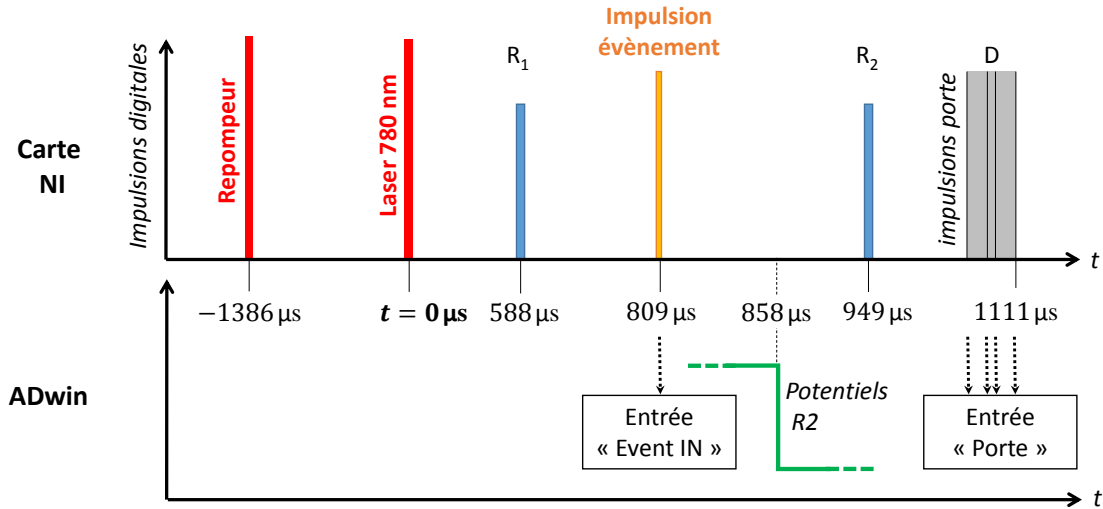 Impulsion
évènement
R1
R2
D
Impulsions digitales
Repompeur
Laser 780 nm
impulsions porte
Carte
NI
t
−1386 μs
t = 0 μs
588 μs
809 μs
858 μs
949 μs
1111 μs
ADwin
Potentiels
R2
Entrée
« Event IN »
Entrée
« Porte »
t